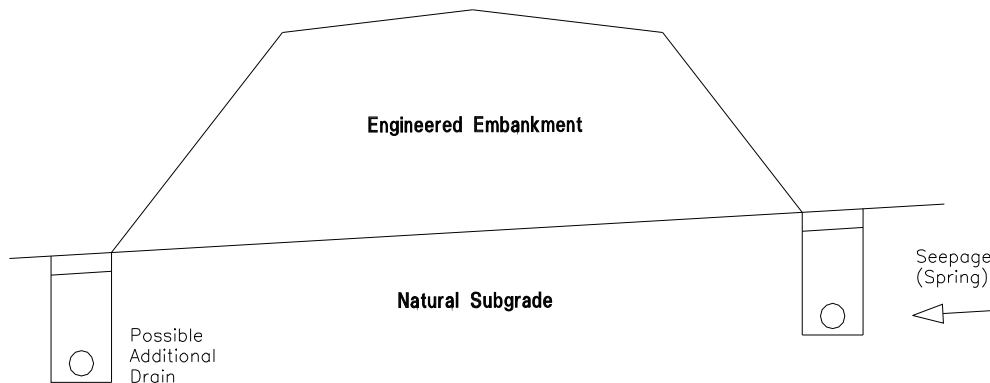 Engineered Embankment
Seepage
(Spring)
Natural Subgrade
Possible
Additional
Drain